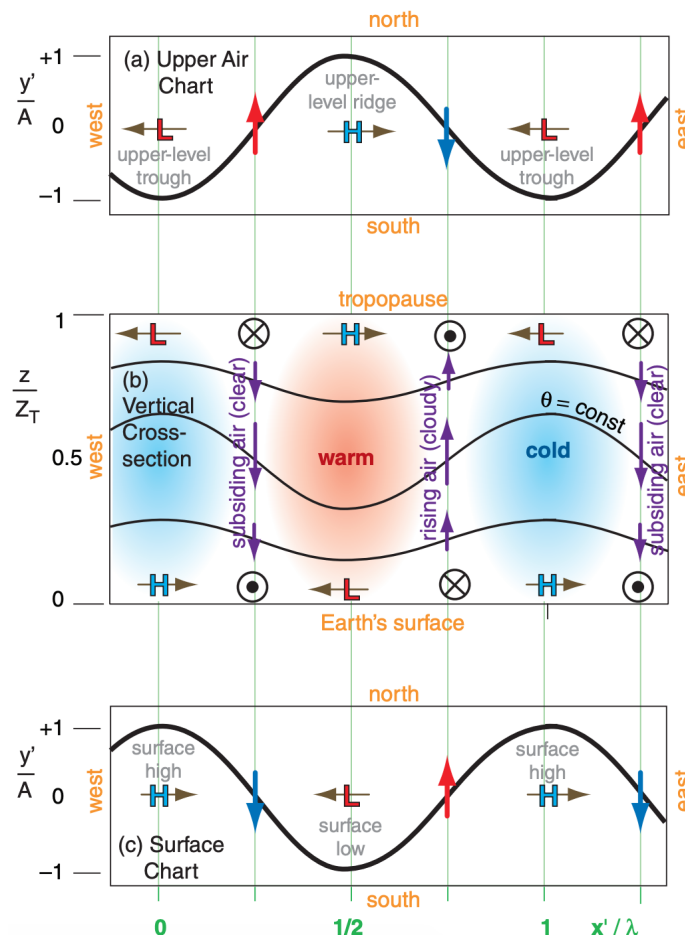 north
+1
(a) Upper Air
Chart
upper-
level ridge
y'
A
0
west
L
H
L
east
upper-level
trough
upper-level
trough
−1
south
tropopause
1
L
H
L
z
Z_T
(b)
Vertical
Cross-
section
θ = const
0.5
west
subsiding air (clear)
warm
rising air (cloudy)
cold
subsiding air (clear)
east
H
L
H
0
Earth's surface
north
+1
surface
high
surface
high
y'
A
0
west
H
L
H
east
surface
low
(c) Surface
Chart
−1
south
0
1/2
1
x' / λ